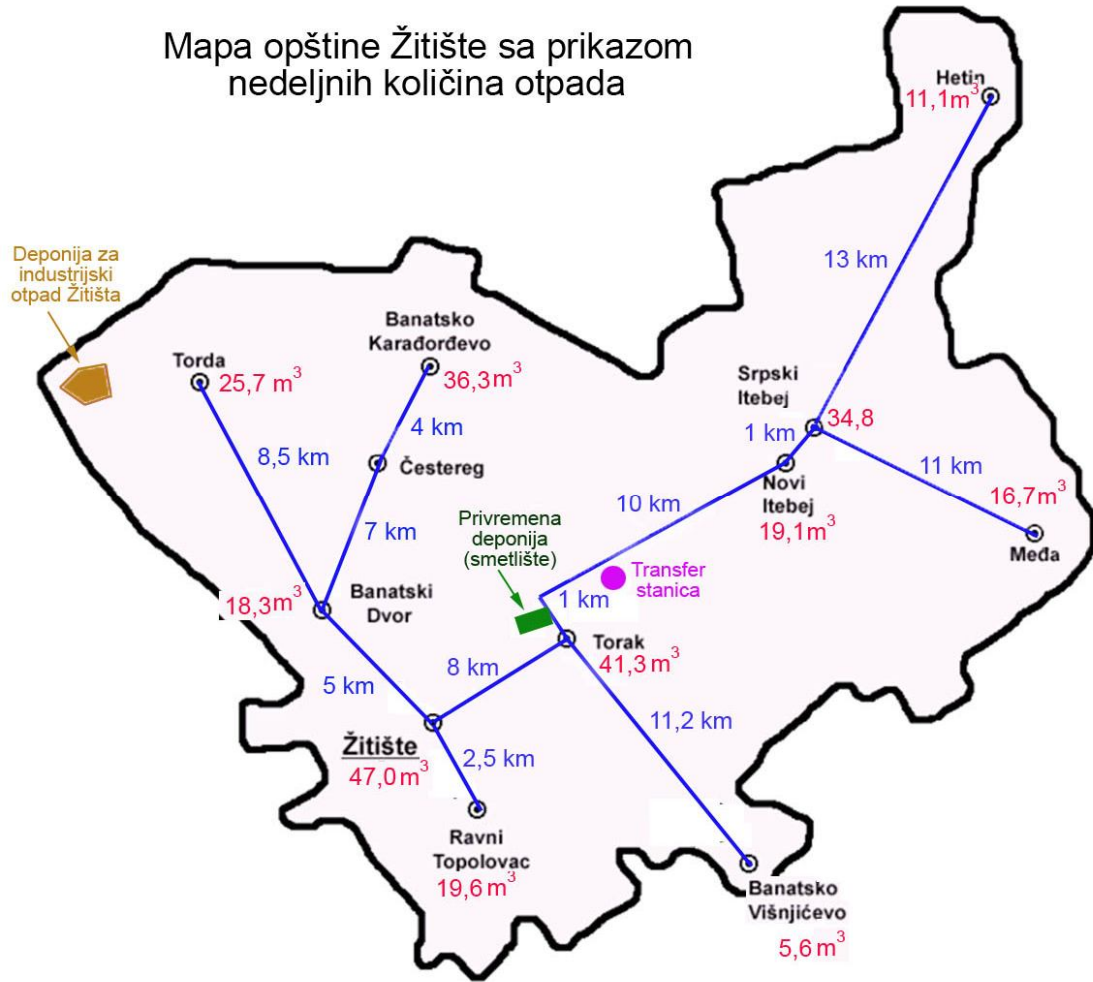 Mapa opštine Žitište sa prikazom
nedeljnih količina otpada
Hetin
11,1m³
13 km
Deponija za
industrijski
otpad Žitišta
Banatsko
Karađorđevo
36,3m³
Torda
25,7 m³
4 km
Srpski
Itebej
34,8
8,5 km
Čestereg
1 km
11 km
16,7m³
Novi
Itebej
19,1m³
10 km
Međa
7 km
Privremena
deponija
(smetlište)
Transfer
stanica
1 km
18,3m³
Banatski
Dvor
Torak
41,3m³
8 km
5 km
11,2 km
Žitište
47,0m³
2,5 km
Ravni
Topolovac
19,6m³
Banatsko
Višnjićevo
5,6m³